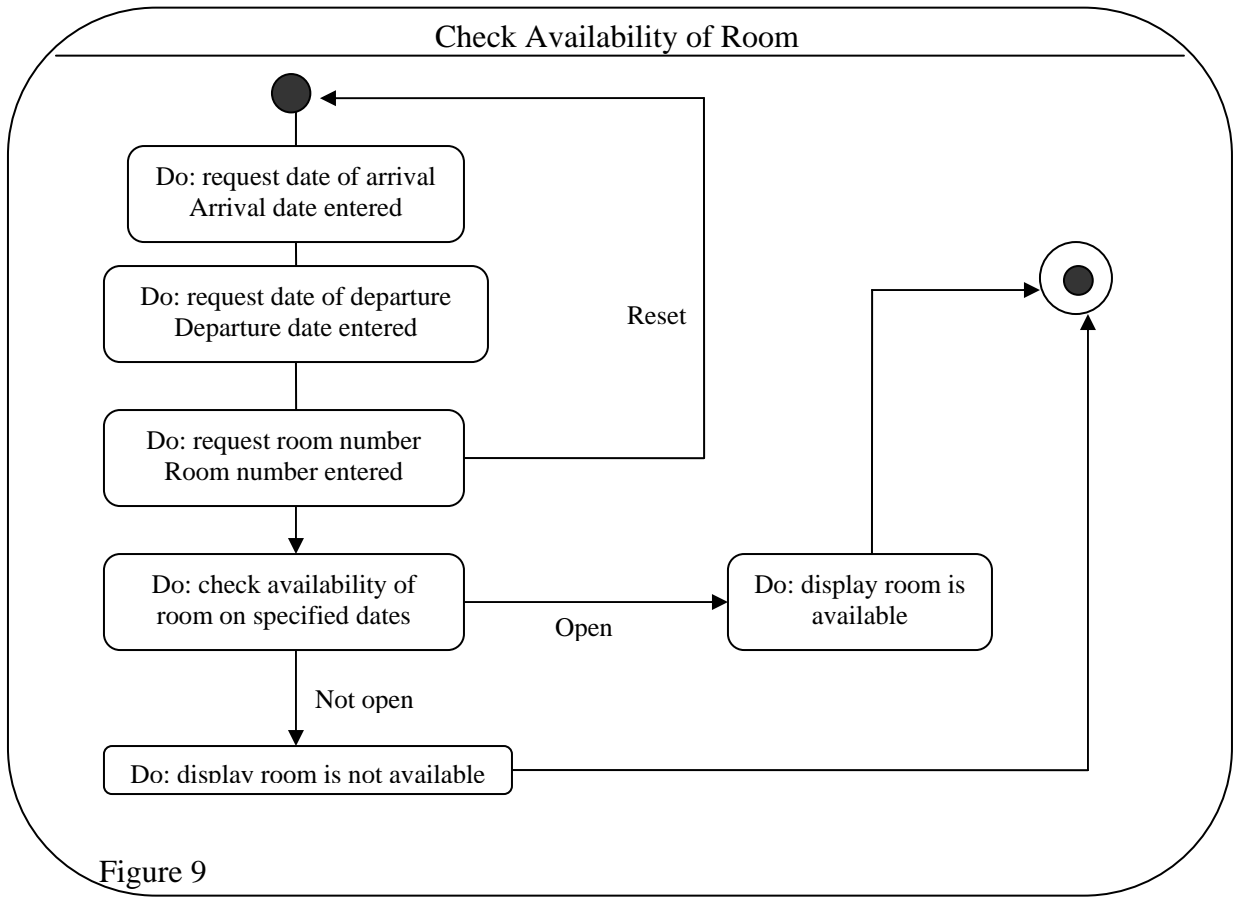 Check Availability of Room
Do: request date of arrival
Arrival date entered
Do: request date of departure
Departure date entered
Reset
Do: request room number
Room number entered
Do: check availability of
room on specified dates
Open
Do: display room is
available
Not open
Do: display room is not available
Figure 9